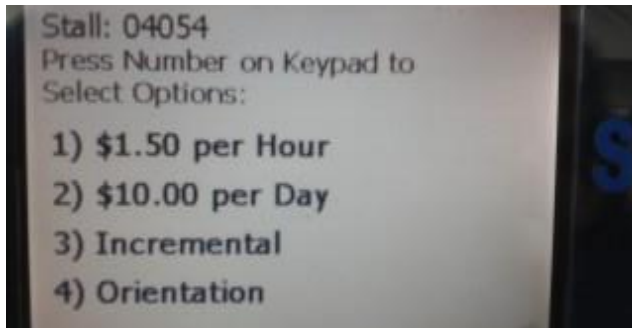 Stall: 04054
Press Number on Keypad to
Select Options:
1) $1.50 per Hour
2) $10.00 per Day
3) Incremental
4) Orientation